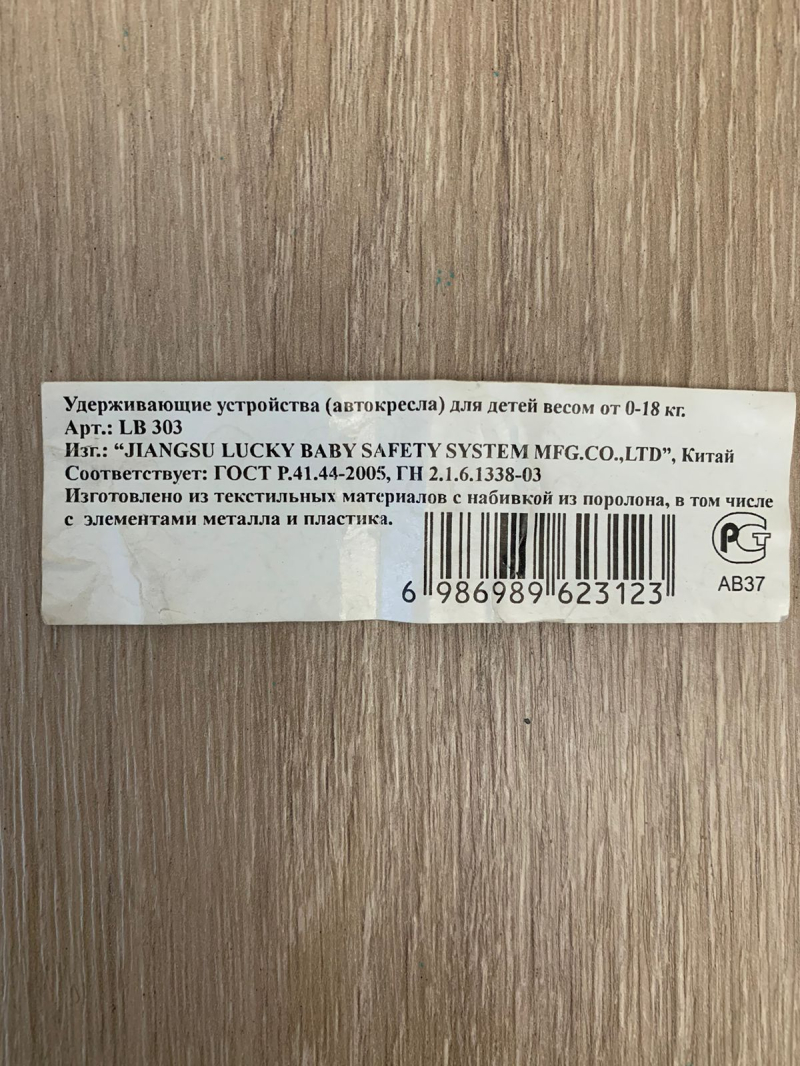 Удерживающие устройства (автокресла) для детей весом от 0-18 кг.
Арт.: LB 303
Изг.: “JIANGSU LUCKY BABY SAFETY SYSTEM MFG.CO.,LTD”, Китай
Соответствует: ГОСТ Р.41.44-2005, ГН 2.1.6.1338-03
Изготовлено из текстильных материалов с набивкой из поролона, в том числе
с элементами металла и пластика.
РСТ
6 986989 623123
АВ37